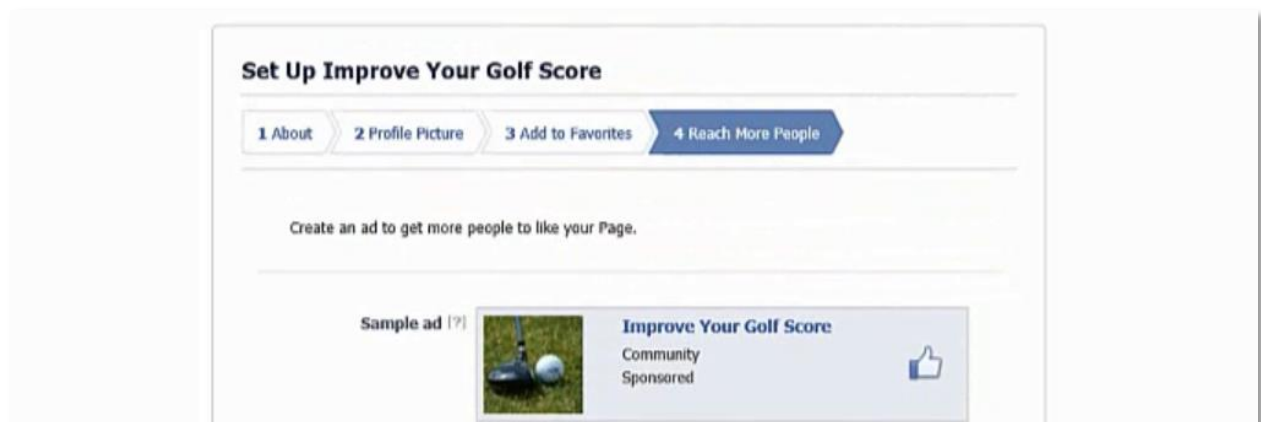 Set Up Improve Your Golf Score
1 About 2 Profile Picture 3 Add to Favorites 4 Reach More People
Create an ad to get more people to like your Page.
Sample ad [?]
Improve Your Golf Score
Community
Sponsored